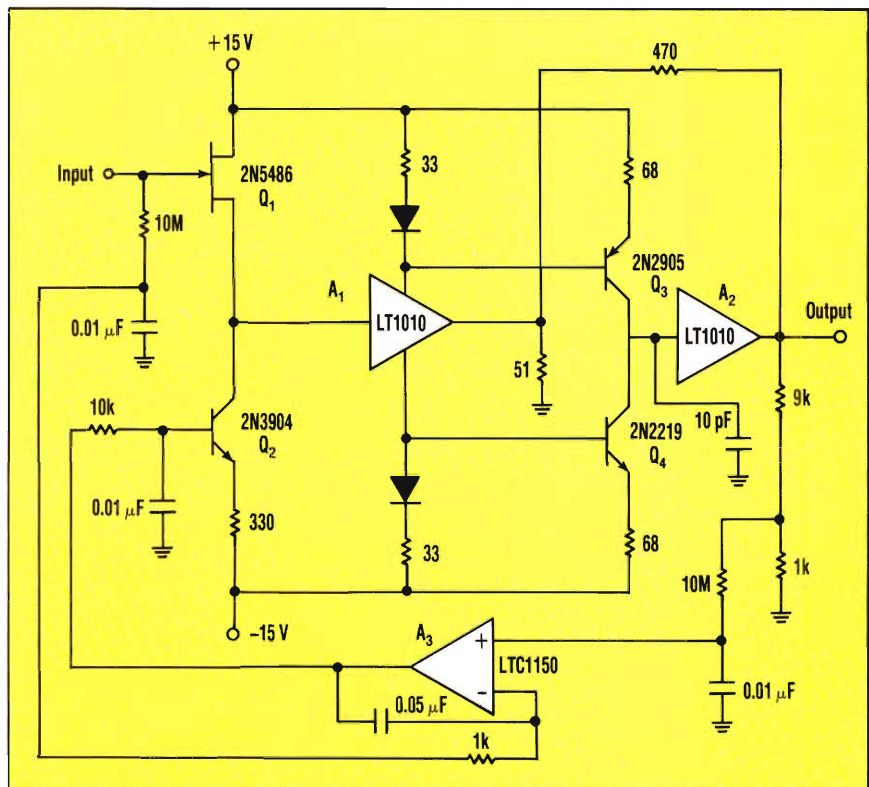 +15 V
470
Input
2N5486
Q1
33
68
10M
2N2905
Q3
A1
A2
LT1010
LT1010
Output
0.01 μF
51
9k
10k
2N3904
Q2
2N2219
Q4
10 pF
0.01 μF
330
33
68
10M
1k
–15 V
A3
+
LTC1150
–
0.05 μF
0.01 μF
1k